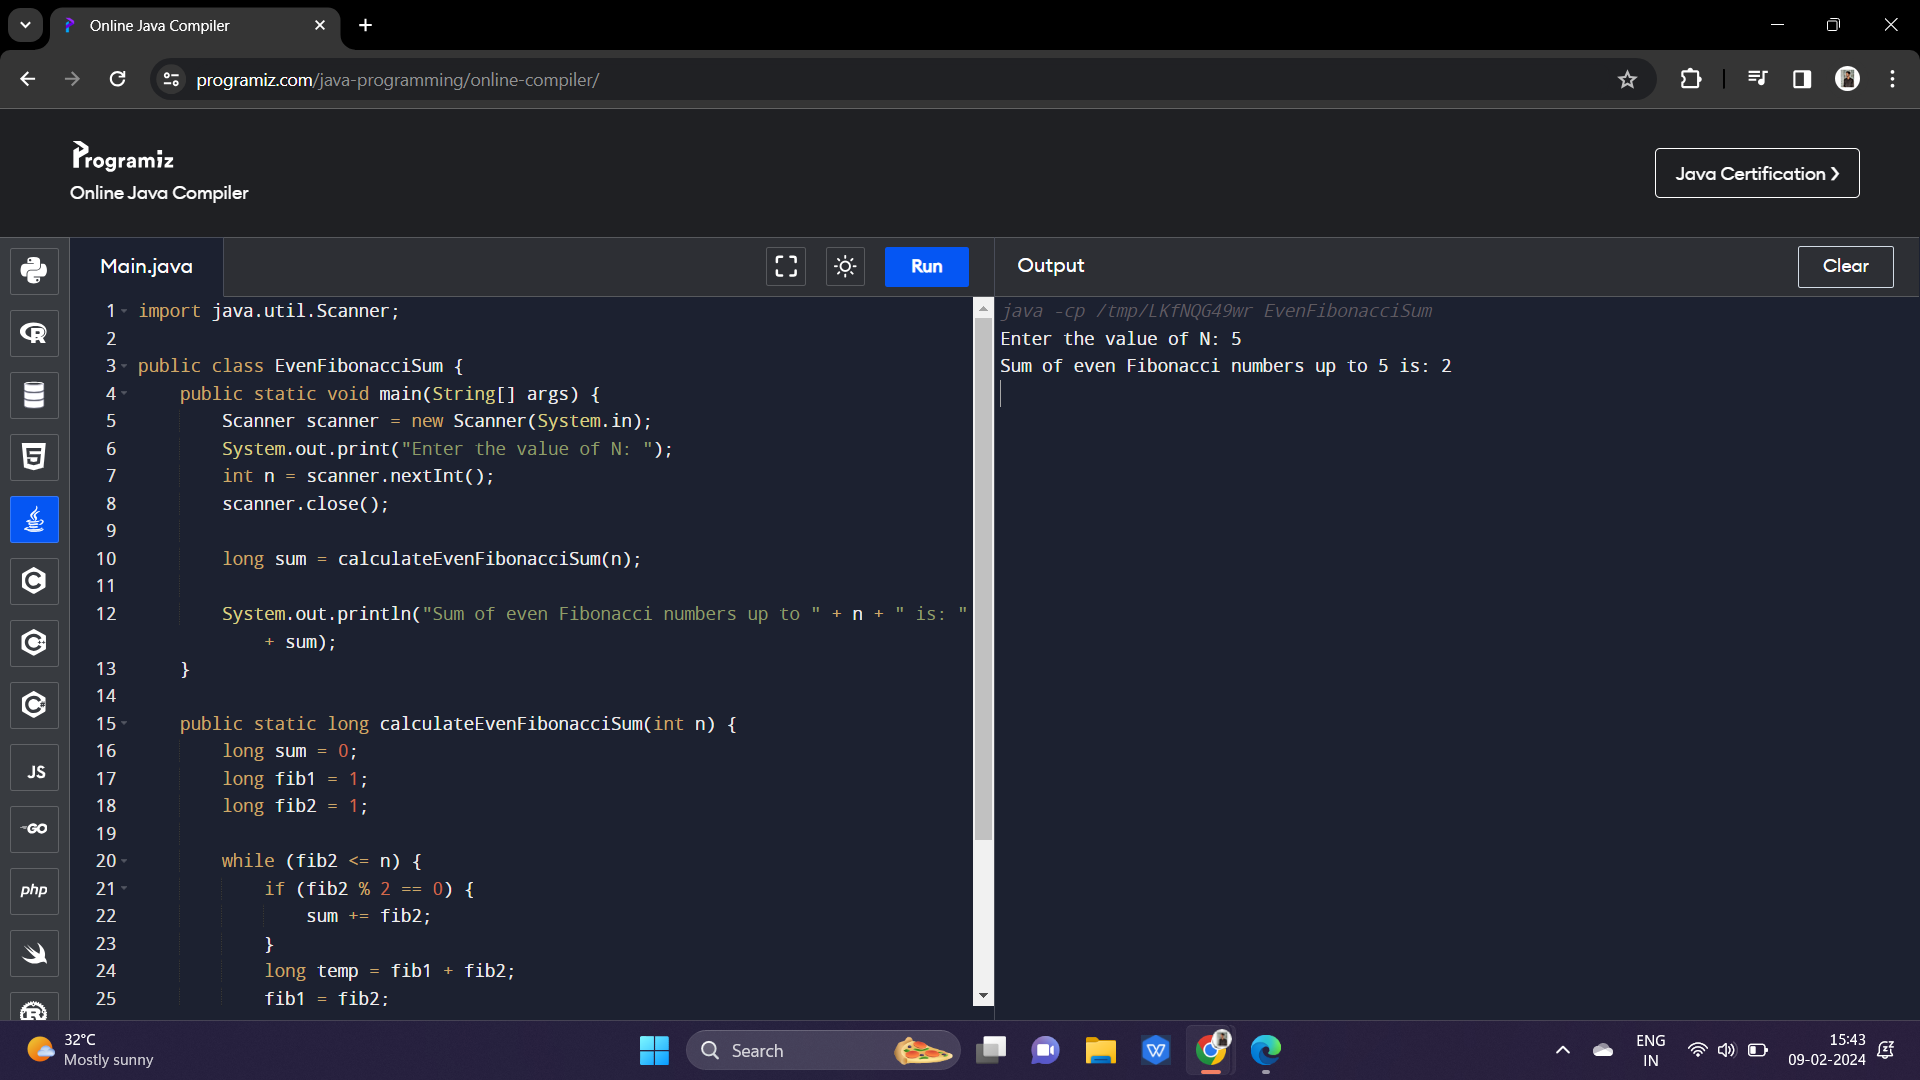 Online Java Compiler
programiz.com/java-programming/online-compiler/
Programiz
Online Java Compiler
Java Certification ❯
Main.java
Run
Output
Clear
1 import java.util.Scanner;
2
3 public class EvenFibonacciSum {
4 public static void main(String[] args) {
5 Scanner scanner = new Scanner(System.in);
6 System.out.print("Enter the value of N: ");
7 int n = scanner.nextInt();
8 scanner.close();
9
10 long sum = calculateEvenFibonacciSum(n);
11
12 System.out.println("Sum of even Fibonacci numbers up to " + n + " is: "
+ sum);
13 }
14
15 public static long calculateEvenFibonacciSum(int n) {
16 long sum = 0;
17 long fib1 = 1;
18 long fib2 = 1;
19
20 while (fib2 <= n) {
21 if (fib2 % 2 == 0) {
22 sum += fib2;
23 }
24 long temp = fib1 + fib2;
25 fib1 = fib2;
java -cp /tmp/LKfNQG49wr EvenFibonacciSum
Enter the value of N: 5
Sum of even Fibonacci numbers up to 5 is: 2
JS
GO
php
32°C
Mostly sunny
Search
ENG
IN
15:43
09-02-2024